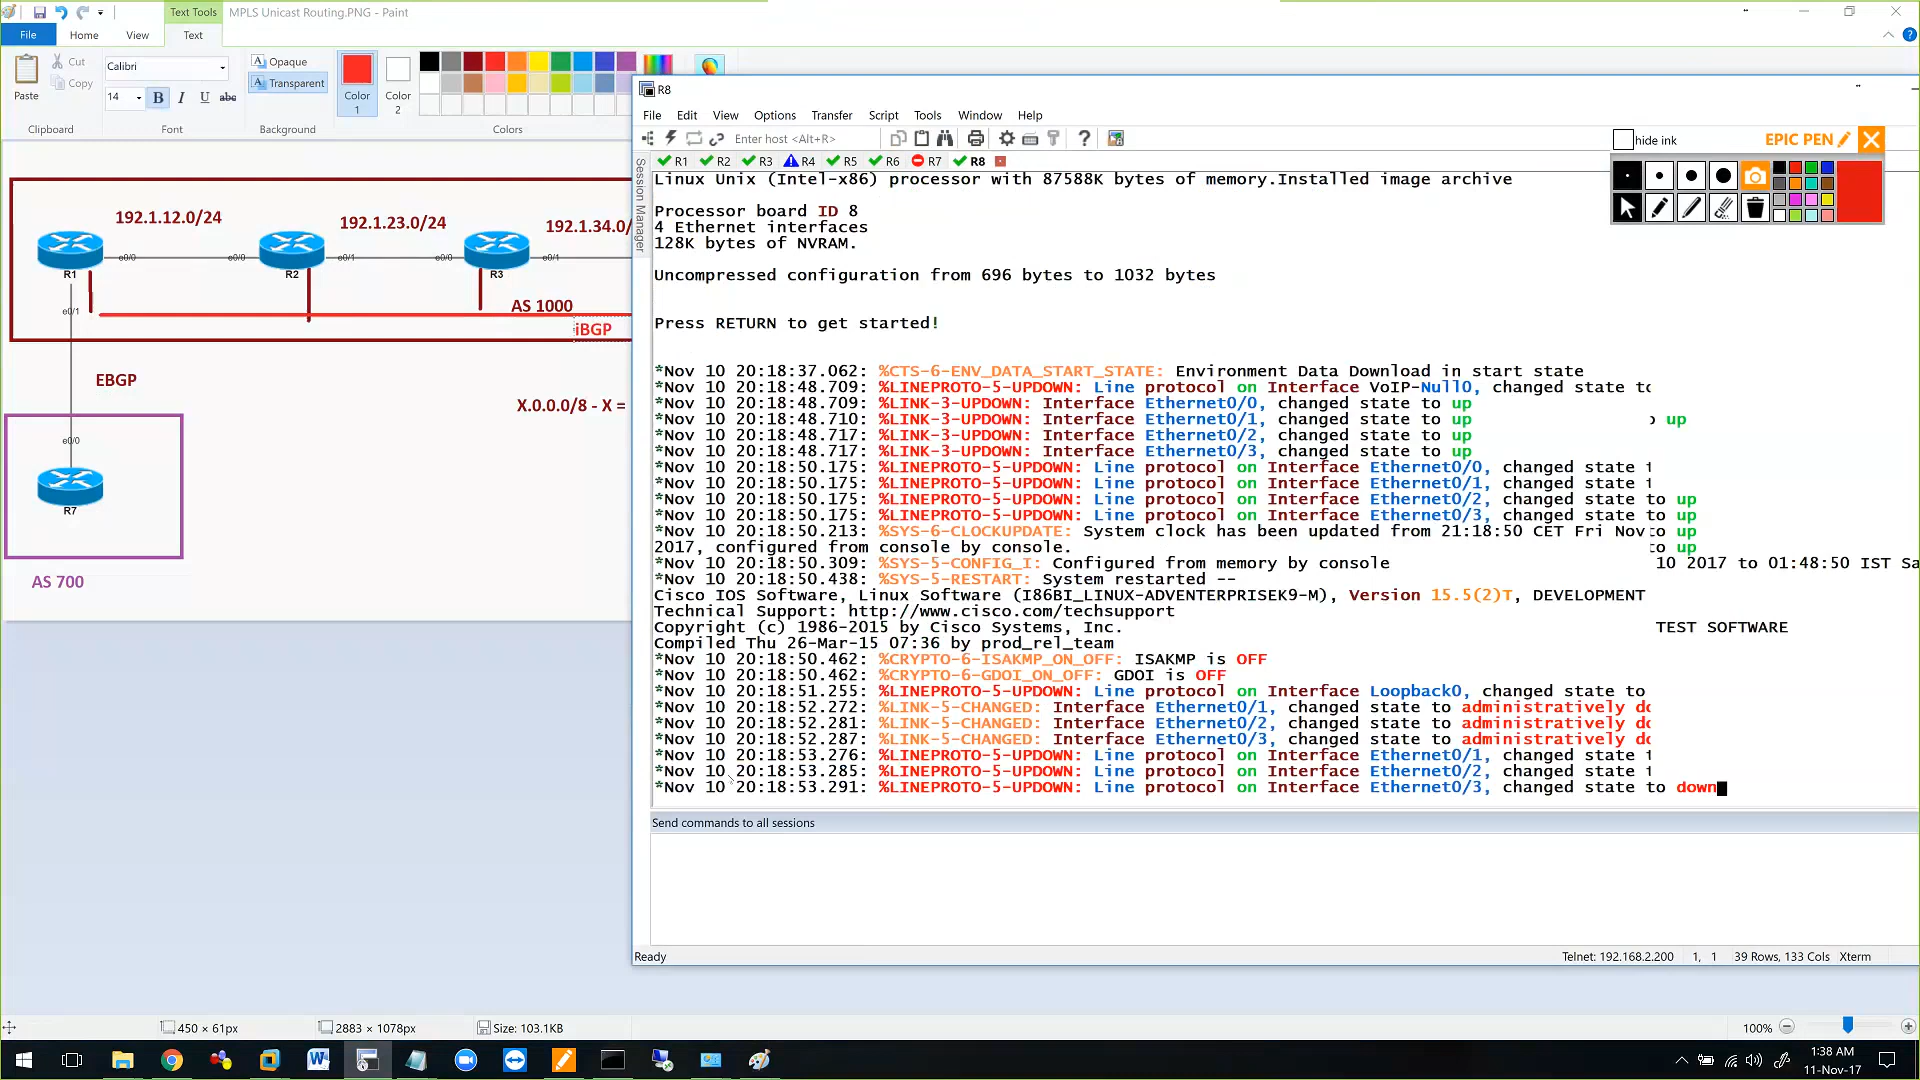 Text Tools
MPLS Unicast Routing.PNG - Paint
File
Home
View
Text
Cut
Copy
Paste
Clipboard
Calibri
14
B
I
U
abc
Font
Opaque
Transparent
Background
Color
1
Color
2
Colors
R8
File
Edit
View
Options
Transfer
Script
Tools
Window
Help
Enter host <Alt+R>
hide ink
EPIC PEN
Session Manager
R1
R2
R3
R4
R5
R6
R7
R8
192.1.12.0/24
192.1.23.0/24
192.1.34.0/
R1
e0/0
e0/0
R2
e0/1
e0/0
R3
e0/1
e0/1
AS 1000
iBGP
EBGP
X.0.0.0/8 - X =
e0/0
R7
AS 700
Linux Unix (Intel-x86) processor with 87588K bytes of memory.Installed image archive
Processor board ID 8
4 Ethernet interfaces
128K bytes of NVRAM.
Uncompressed configuration from 696 bytes to 1032 bytes
Press RETURN to get started!
*Nov 10 20:18:37.062: %CTS-6-ENV_DATA_START_STATE: Environment Data Download in start state
*Nov 10 20:18:48.709: %LINEPROTO-5-UPDOWN: Line protocol on Interface VoIP-Null0, changed state to
*Nov 10 20:18:48.709: %LINK-3-UPDOWN: Interface Ethernet0/0, changed state to up
*Nov 10 20:18:48.710: %LINK-3-UPDOWN: Interface Ethernet0/1, changed state to up up
*Nov 10 20:18:48.717: %LINK-3-UPDOWN: Interface Ethernet0/2, changed state to up
*Nov 10 20:18:48.717: %LINK-3-UPDOWN: Interface Ethernet0/3, changed state to up
*Nov 10 20:18:50.175: %LINEPROTO-5-UPDOWN: Line protocol on Interface Ethernet0/0, changed state
*Nov 10 20:18:50.175: %LINEPROTO-5-UPDOWN: Line protocol on Interface Ethernet0/1, changed state
*Nov 10 20:18:50.175: %LINEPROTO-5-UPDOWN: Line protocol on Interface Ethernet0/2, changed state to up
*Nov 10 20:18:50.175: %LINEPROTO-5-UPDOWN: Line protocol on Interface Ethernet0/3, changed state to up
*Nov 10 20:18:50.213: %SYS-6-CLOCKUPDATE: System clock has been updated from 21:18:50 CET Fri Nov to up
2017, configured from console by console. to up
*Nov 10 20:18:50.309: %SYS-5-CONFIG_I: Configured from memory by console 10 2017 to 01:48:50 IST Sa
*Nov 10 20:18:50.438: %SYS-5-RESTART: System restarted --
Cisco IOS Software, Linux Software (I86BI_LINUX-ADVENTERPRISEK9-M), Version 15.5(2)T, DEVELOPMENT
Technical Support: http://www.cisco.com/techsupport
Copyright (c) 1986-2015 by Cisco Systems, Inc. TEST SOFTWARE
Compiled Thu 26-Mar-15 07:36 by prod_rel_team
*Nov 10 20:18:50.462: %CRYPTO-6-ISAKMP_ON_OFF: ISAKMP is OFF
*Nov 10 20:18:50.462: %CRYPTO-6-GDOI_ON_OFF: GDOI is OFF
*Nov 10 20:18:51.255: %LINEPROTO-5-UPDOWN: Line protocol on Interface Loopback0, changed state to
*Nov 10 20:18:52.272: %LINK-5-CHANGED: Interface Ethernet0/1, changed state to administratively do
*Nov 10 20:18:52.281: %LINK-5-CHANGED: Interface Ethernet0/2, changed state to administratively do
*Nov 10 20:18:52.287: %LINK-5-CHANGED: Interface Ethernet0/3, changed state to administratively do
*Nov 10 20:18:53.276: %LINEPROTO-5-UPDOWN: Line protocol on Interface Ethernet0/1, changed state
*Nov 10 20:18:53.285: %LINEPROTO-5-UPDOWN: Line protocol on Interface Ethernet0/2, changed state
*Nov 10 20:18:53.291: %LINEPROTO-5-UPDOWN: Line protocol on Interface Ethernet0/3, changed state to down
Send commands to all sessions
Ready
Telnet: 192.168.2.200
1, 1
39 Rows, 133 Cols
Xterm
450 × 61px
2883 × 1078px
Size: 103.1KB
100%
1:38 AM
11-Nov-17